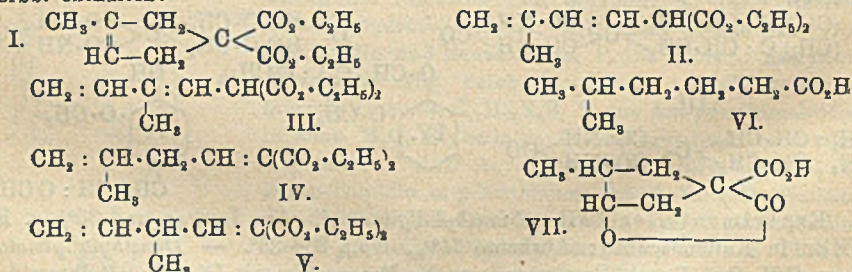 I. CH₃·C—CH₂>C<CO₂·C₂H₅ CH₂:C·CH:CH·CH(CO₂·C₂H₅)₂
HC—CH₂ CO₂·C₂H₅ CH₃ II.
CH₂:CH·C:CH·CH(CO₂·C₂H₅)₂ CH₃·CH·CH₂·CH₂·CH₂·CO₂H
CH₃ III. CH₃ VI.
CH₂:CH·CH₂·CH:C(CO₂·C₂H₅)₂ CH₃·HC—CH₂>C<CO₂H
CH₃ IV. HC—CH₂ CO
CH₂:CH·CH·CH:C(CO₂·C₂H₅)₂ VII. O
CH₃ V.